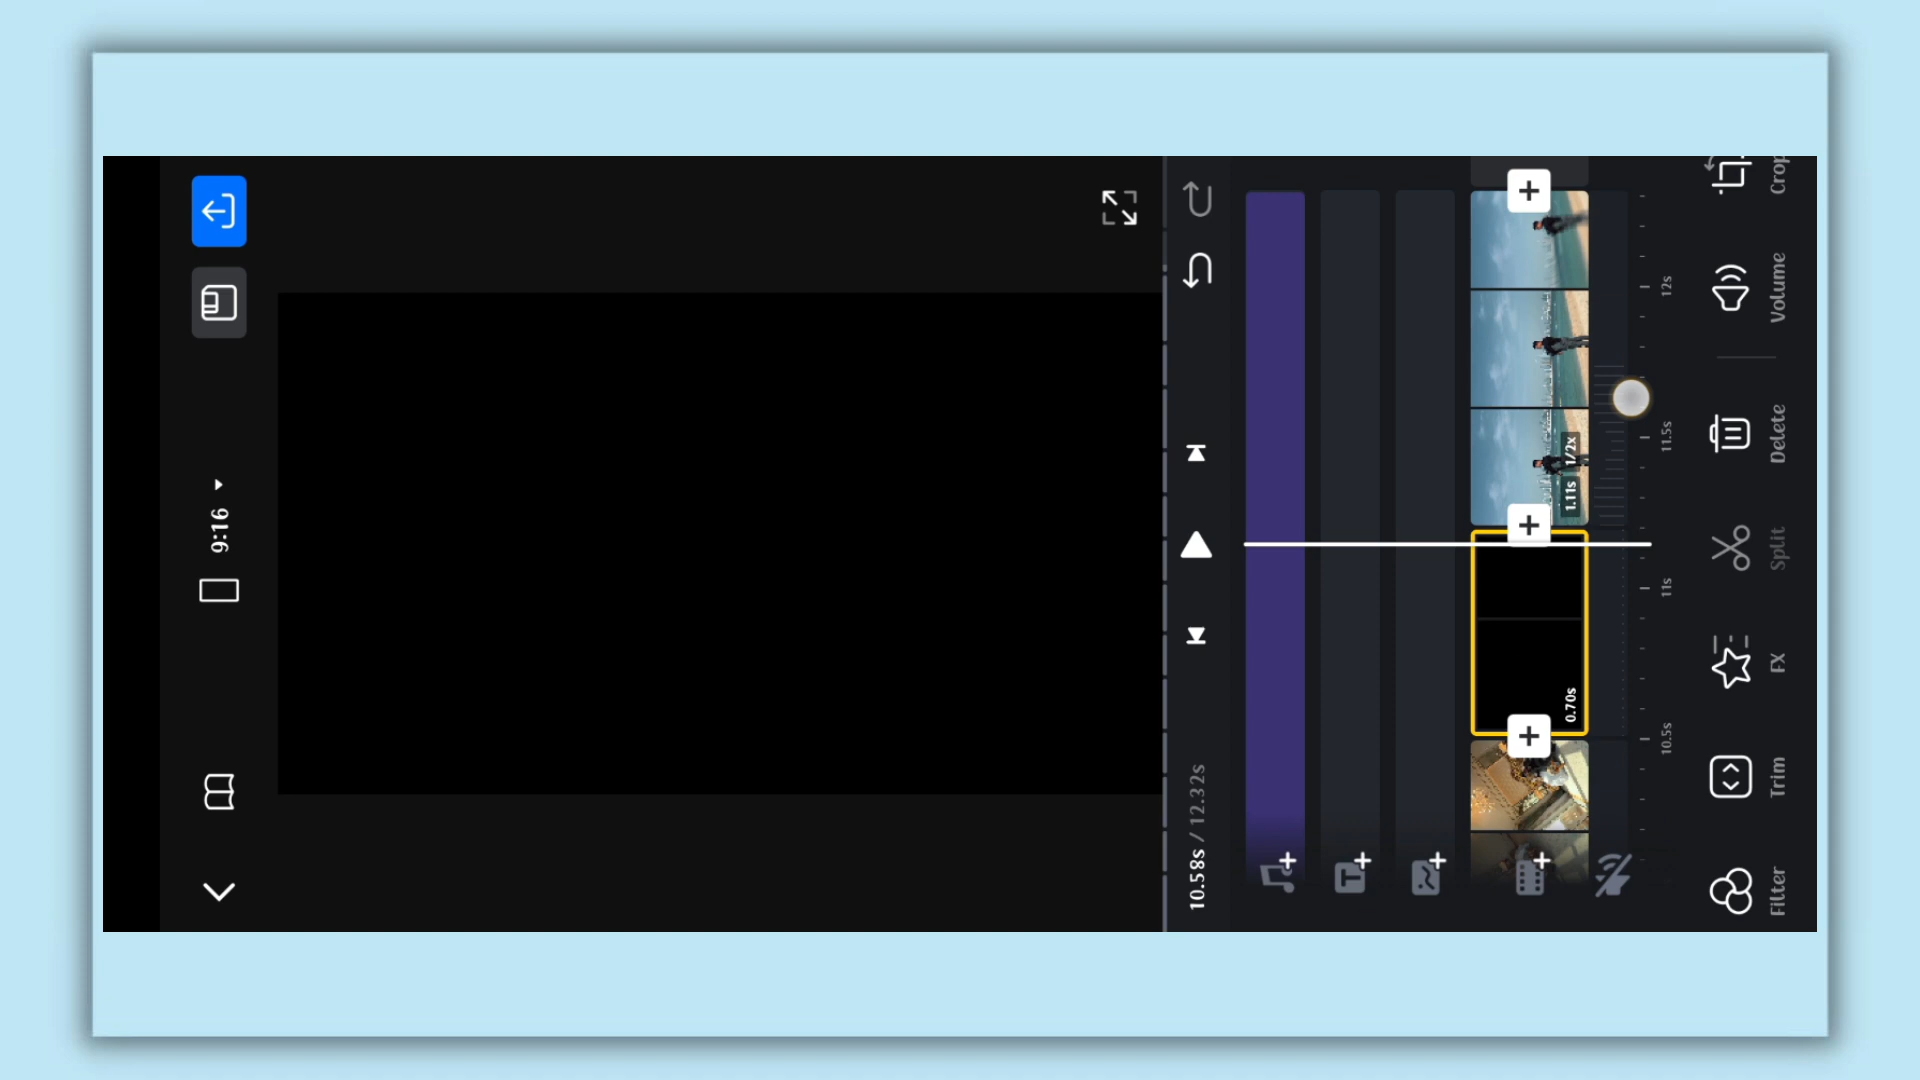 9:16
10.58s / 12.32s
1.11s 1/2x
0.70s
10.5s
11s
11.5s
12s
Filter
Trim
FX
Split
Delete
Volume
Crop